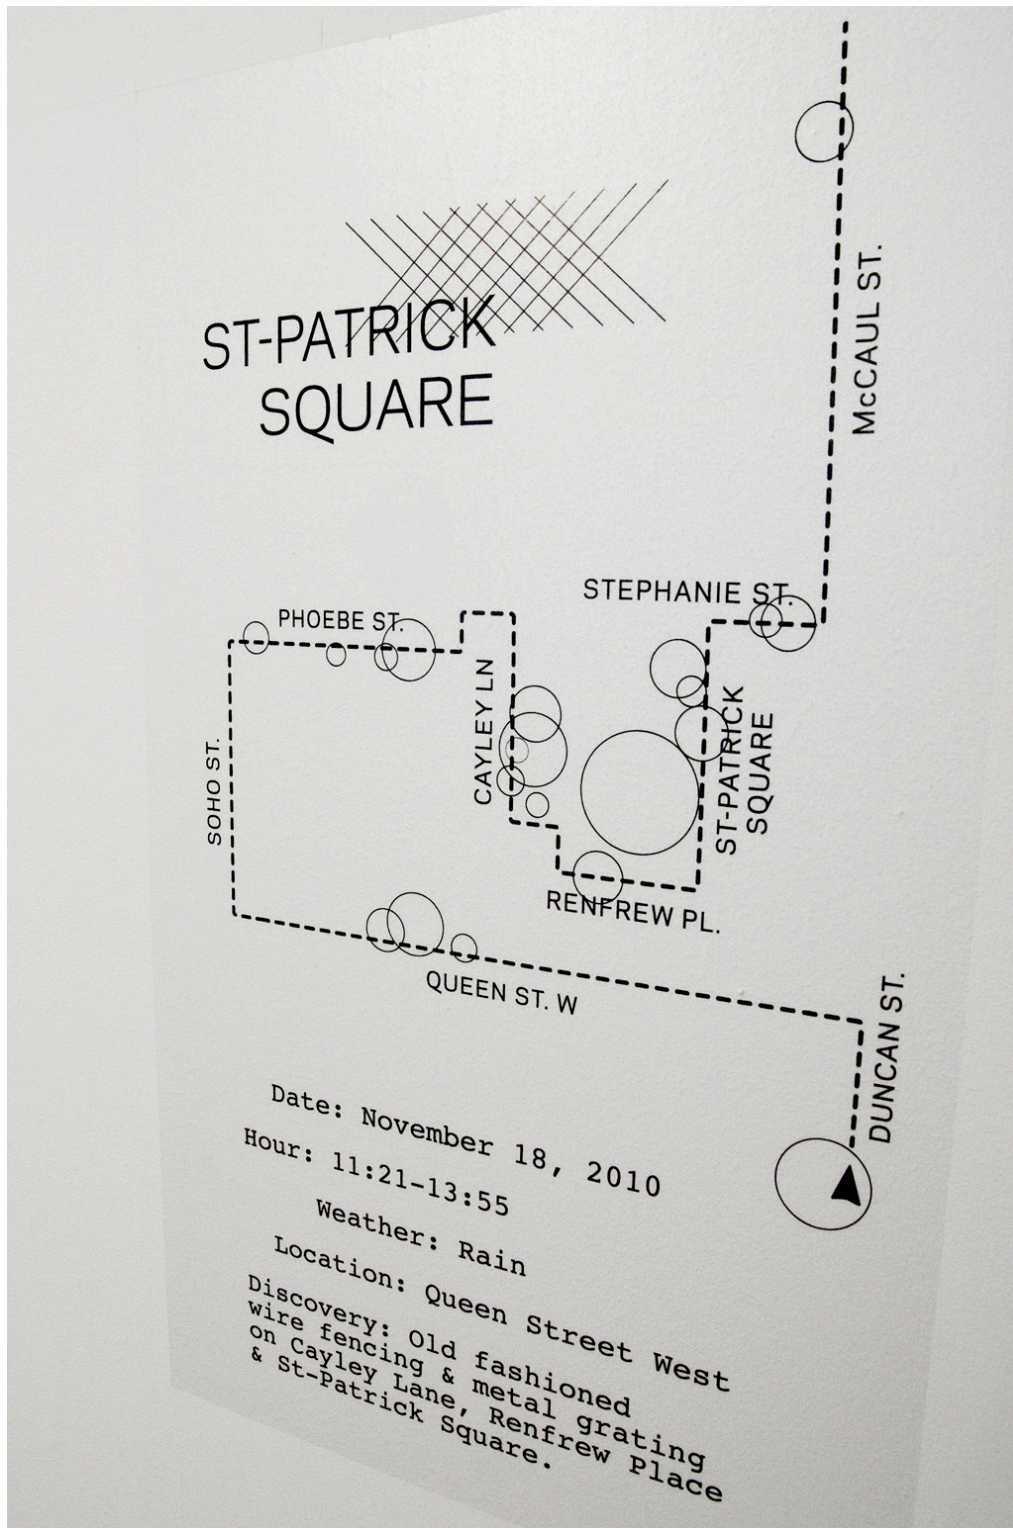 McCAUL ST.
ST-PATRICK
SQUARE
STEPHANIE ST.
PHOEBE ST.
CAYLEY LN
ST-PATRICK
SQUARE
SOHO ST.
RENFREW PL.
QUEEN ST. W
DUNCAN ST.
Date: November 18, 2010
Hour: 11:21-13:55
Weather: Rain
Location: Queen Street West
Discovery: Old fashioned
wire fencing & metal grating
on Cayley Lane, Renfrew Place
& St-Patrick Square.